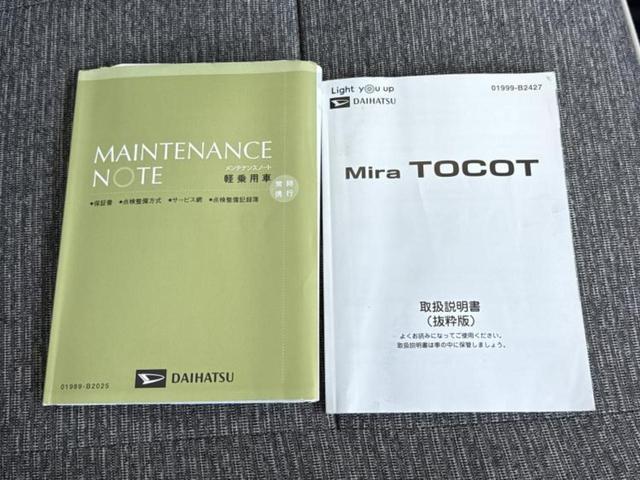 MAINTENANCE
NOTE
メンテナンスノート
軽乗用車
常時
携行
●保証書 ●点検整備方式 ●サービス網 ●点検整備記録簿
01989-B2025
DAIHATSU
Light you up
DAIHATSU
01999-B2427
Mira TOCOT
取扱説明書
(抜粋版)
よくお読みになってご使用ください。
取扱説明書は車の中に保管しましょう。